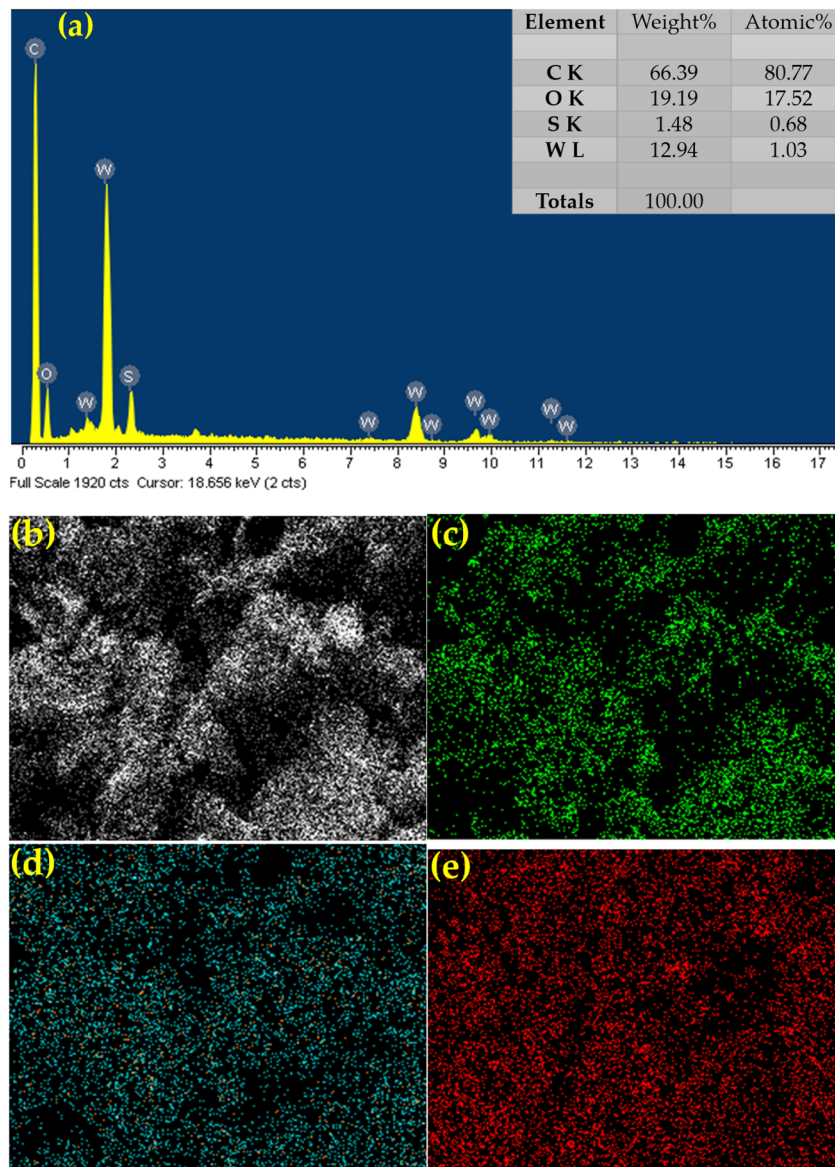 (a)
Element Weight% Atomic%
C K 66.39 80.77
O K 19.19 17.52
S K 1.48 0.68
W L 12.94 1.03
Totals 100.00
C
W
O
W
S
W
W
W
W
W
W
W
0 1 2 3 4 5 6 7 8 9 10 11 12 13 14 15 16 17
Full Scale 1920 cts Cursor: 18.656 keV (2 cts)
(b)
(c)
(d)
(e)